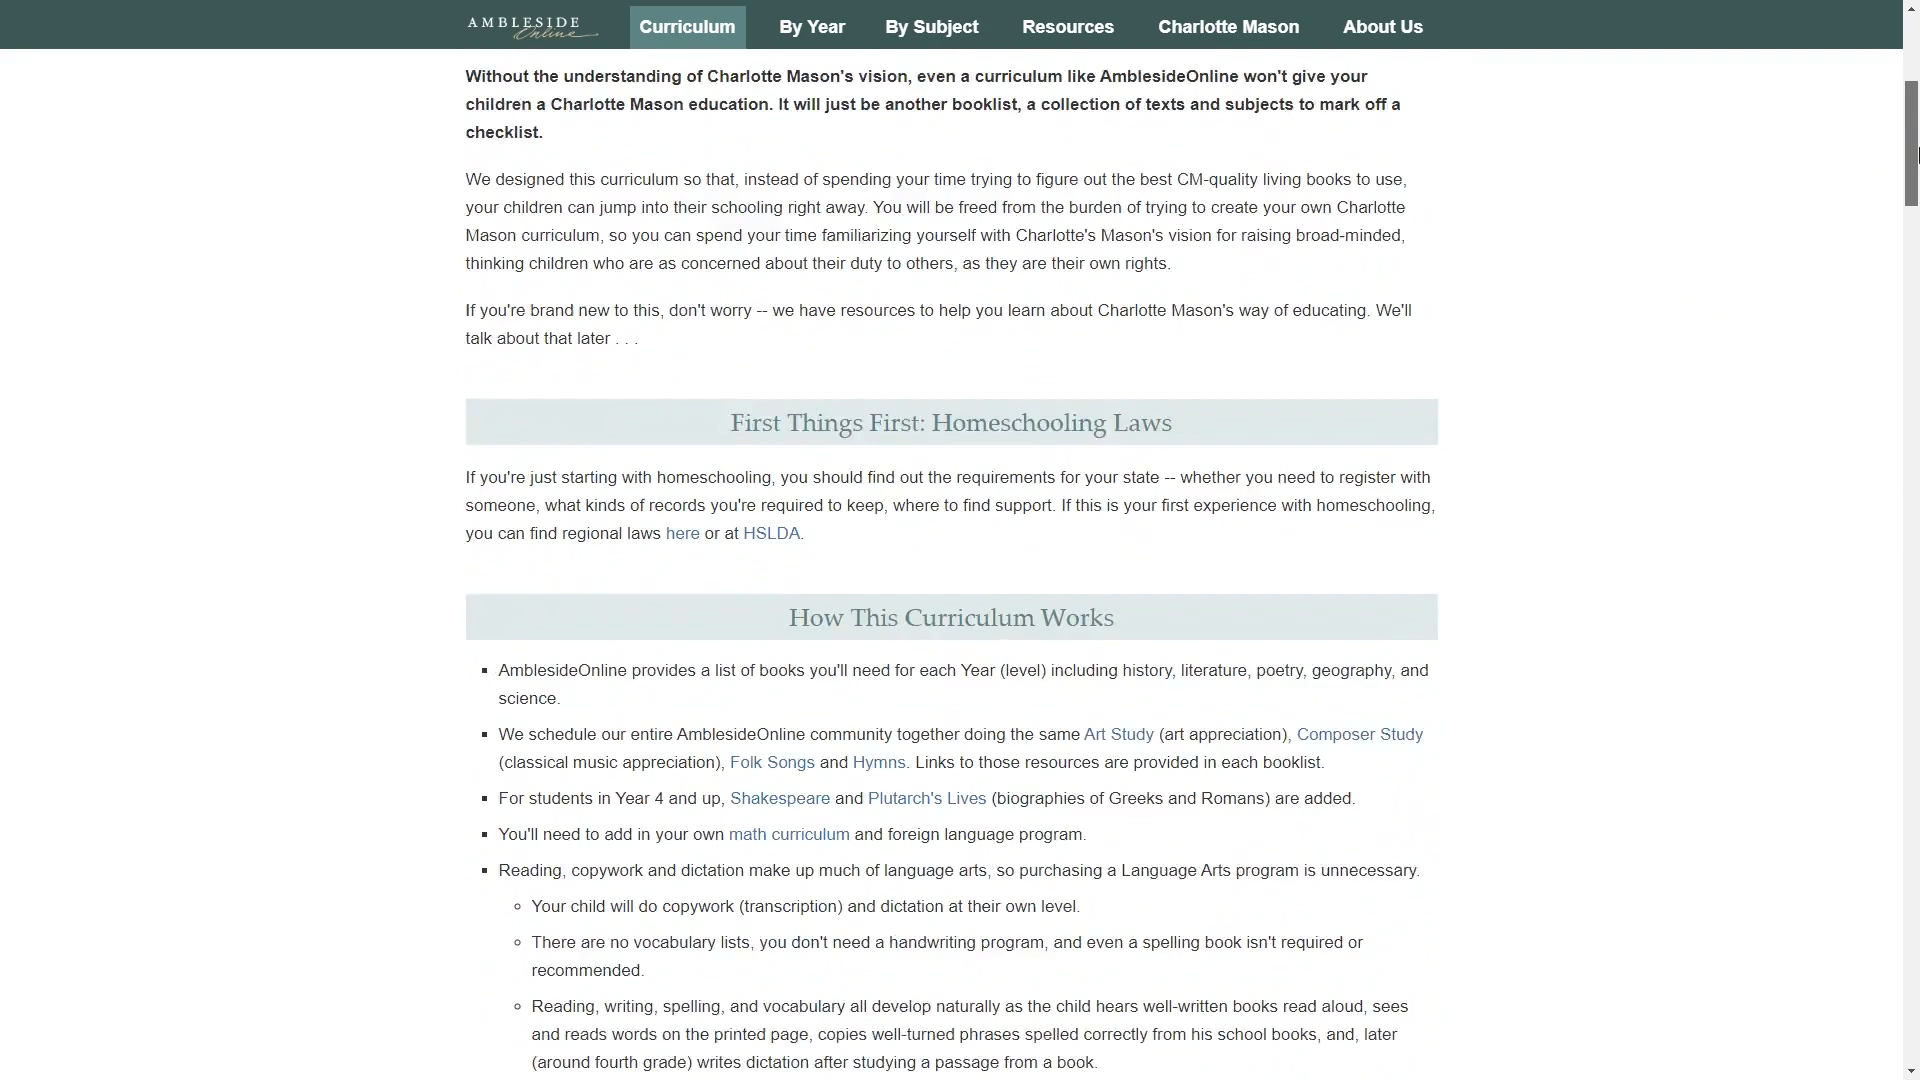 AMBLESIDE
Online
Curriculum
By Year
By Subject
Resources
Charlotte Mason
About Us
Without the understanding of Charlotte Mason's vision, even a curriculum like AmblesideOnline won't give your
children a Charlotte Mason education. It will just be another booklist, a collection of texts and subjects to mark off a
checklist.
We designed this curriculum so that, instead of spending your time trying to figure out the best CM-quality living books to use,
your children can jump into their schooling right away. You will be freed from the burden of trying to create your own Charlotte
Mason curriculum, so you can spend your time familiarizing yourself with Charlotte's Mason's vision for raising broad-minded,
thinking children who are as concerned about their duty to others, as they are their own rights.
If you're brand new to this, don't worry -- we have resources to help you learn about Charlotte Mason's way of educating. We'll
talk about that later . . .
First Things First: Homeschooling Laws
If you're just starting with homeschooling, you should find out the requirements for your state -- whether you need to register with
someone, what kinds of records you're required to keep, where to find support. If this is your first experience with homeschooling,
you can find regional laws here or at HSLDA.
How This Curriculum Works
▪ AmblesideOnline provides a list of books you'll need for each Year (level) including history, literature, poetry, geography, and
science.
▪ We schedule our entire AmblesideOnline community together doing the same Art Study (art appreciation), Composer Study
(classical music appreciation), Folk Songs and Hymns. Links to those resources are provided in each booklist.
▪ For students in Year 4 and up, Shakespeare and Plutarch's Lives (biographies of Greeks and Romans) are added.
▪ You'll need to add in your own math curriculum and foreign language program.
▪ Reading, copywork and dictation make up much of language arts, so purchasing a Language Arts program is unnecessary.
◦ Your child will do copywork (transcription) and dictation at their own level.
◦ There are no vocabulary lists, you don't need a handwriting program, and even a spelling book isn't required or
recommended.
◦ Reading, writing, spelling, and vocabulary all develop naturally as the child hears well-written books read aloud, sees
and reads words on the printed page, copies well-turned phrases spelled correctly from his school books, and, later
(around fourth grade) writes dictation after studying a passage from a book.